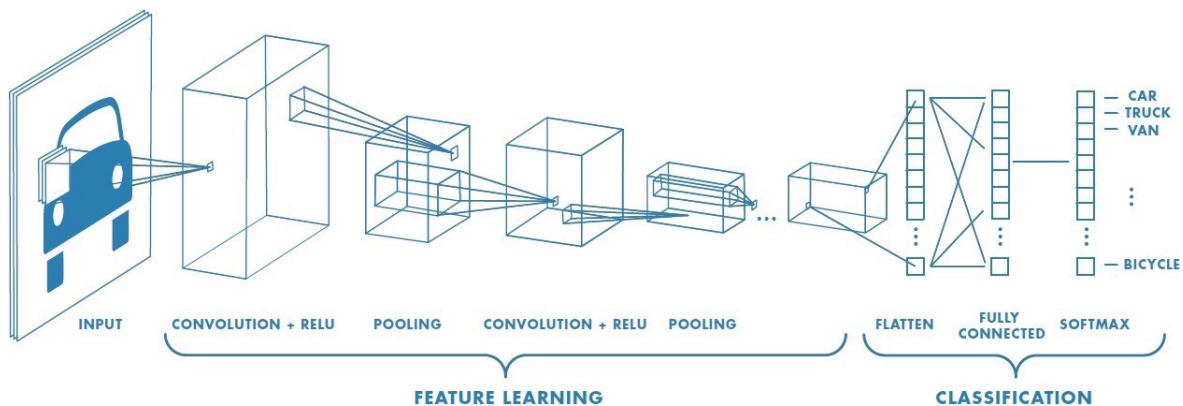 CAR
TRUCK
VAN
BICYCLE
INPUT
CONVOLUTION + RELU
POOLING
CONVOLUTION + RELU
POOLING
FLATTEN
FULLY
CONNECTED
SOFTMAX
FEATURE LEARNING
CLASSIFICATION